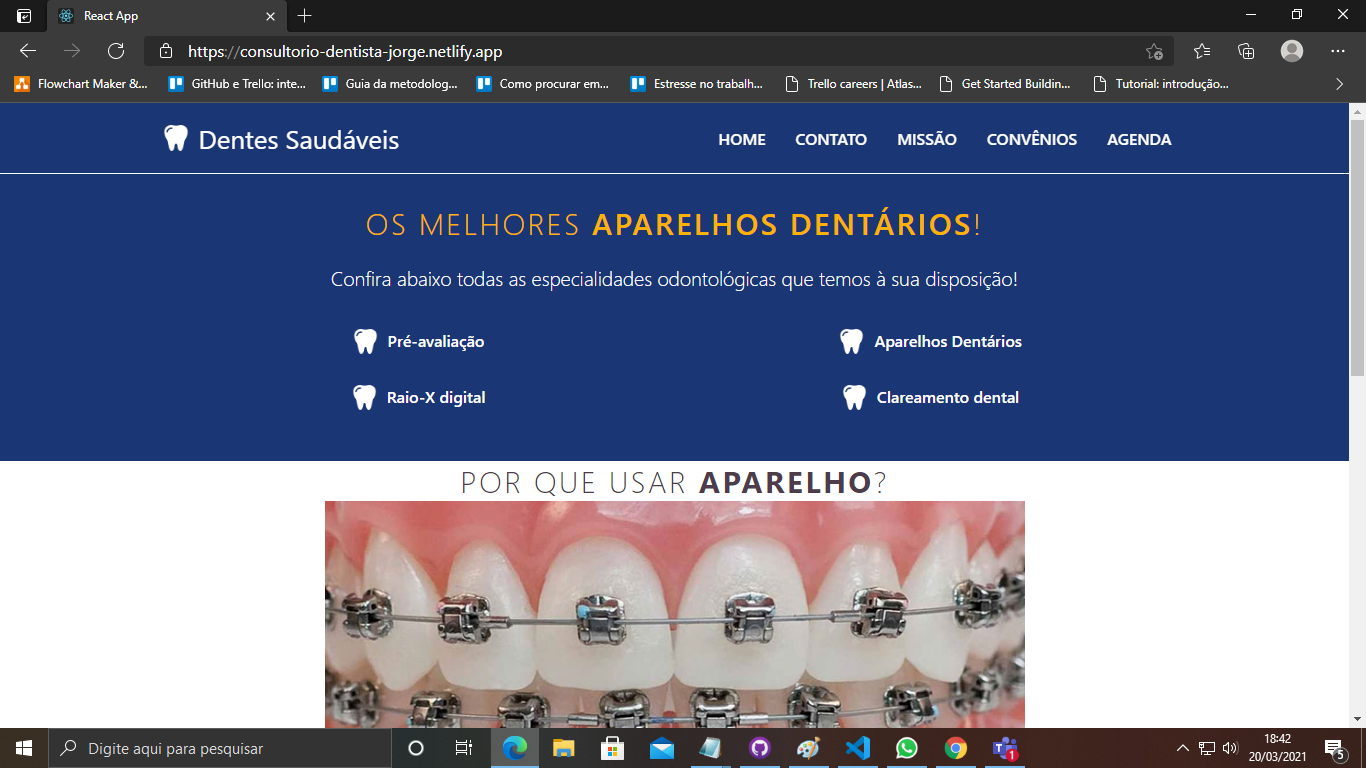 React App
https://consultorio-dentista-jorge.netlify.app
Flowchart Maker &... GitHub e Trello: inte... Guia da metodolog... Como procurar em... Estresse no trabalh... Trello careers | Atlas... Get Started Buildin... Tutorial: introdução...
Dentes Saudáveis HOME CONTATO MISSÃO CONVÊNIOS AGENDA
OS MELHORES APARELHOS DENTÁRIOS!
Confira abaixo todas as especialidades odontológicas que temos à sua disposição!
Pré-avaliação Aparelhos Dentários
Raio-X digital Clareamento dental
POR QUE USAR APARELHO?
Digite aqui para pesquisar
1
18:42
20/03/2021
5